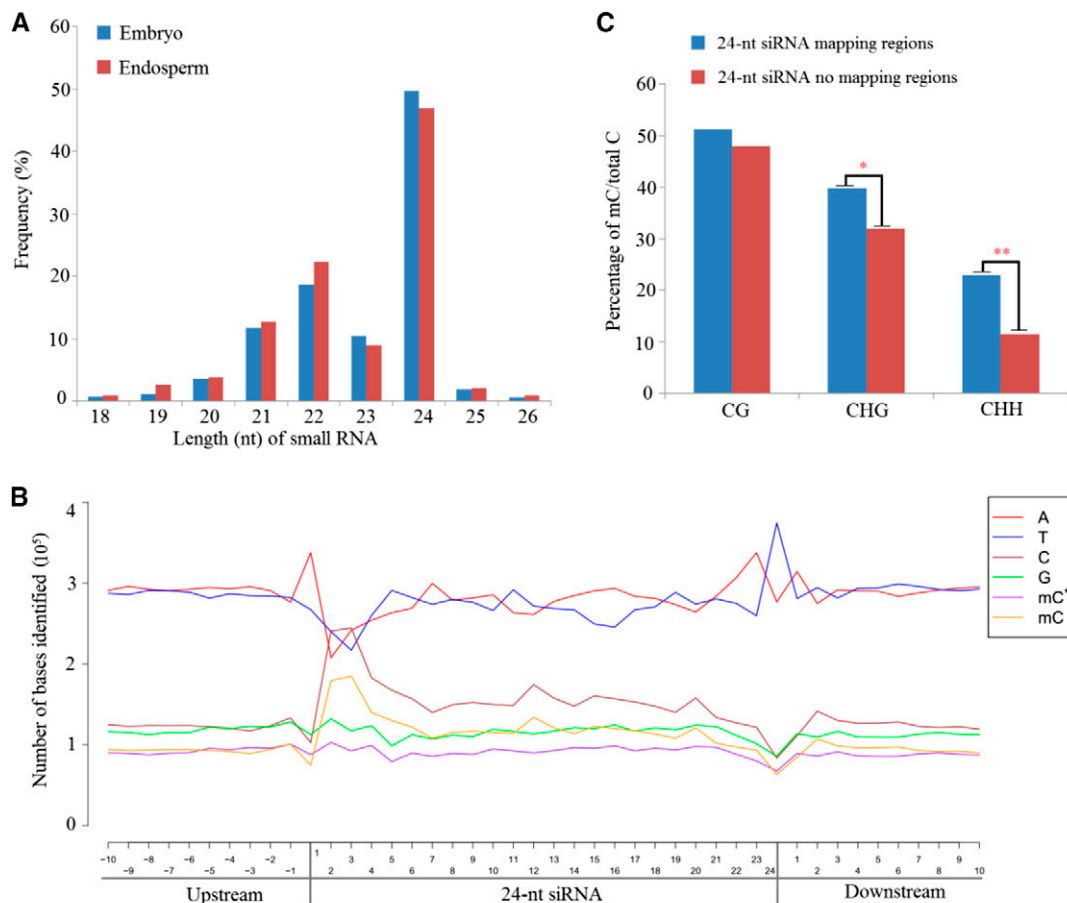 A
Embryo
Endosperm
Frequency (%)
60
50
40
30
20
10
0
18 19 20 21 22 23 24 25 26
Length (nt) of small RNA
C
24-nt siRNA mapping regions
24-nt siRNA no mapping regions
Percentage of mC/total C
60
50
40
30
20
10
0
*
**
CG CHG CHH
B
Number of bases identified (10⁵)
4
3
2
1
0
A
T
C
G
mC*
mC
−10 −8 −6 −4 −2 1 3 5 7 9 11 13 15 17 19 21 23 1 3 5 7 9
−9 −7 −5 −3 −1 2 4 6 8 10 12 14 16 18 20 22 24 2 4 6 8 10
Upstream 24-nt siRNA Downstream